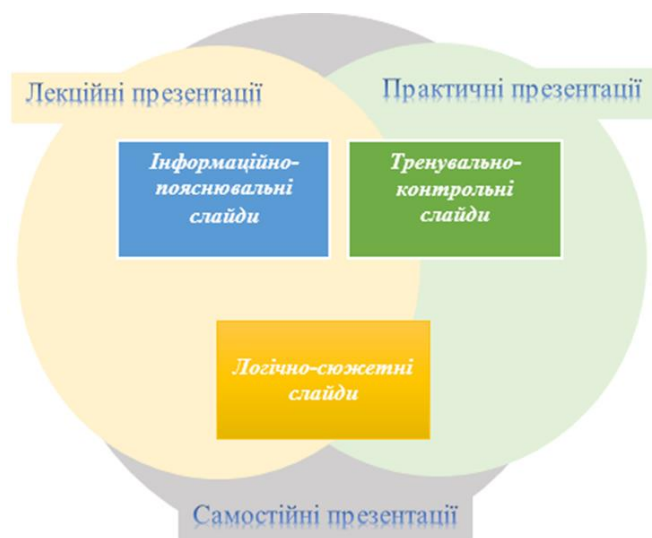 Лекційні презентації
Практичні презентації
Інформаційно-
пояснювальні
слайди
Тренувально-
контрольні
слайди
Логічно-сюжетні
слайди
Самостійні презентації